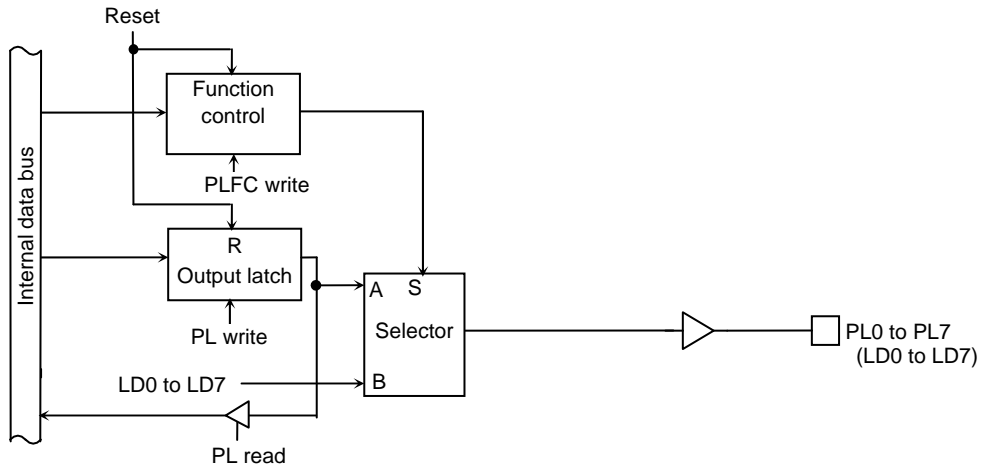 Reset
Internal data bus
Function
control
PLFC write
R
Output latch
PL write
A
S
Selector
B
LD0 to LD7
PL read
PL0 to PL7
(LD0 to LD7)